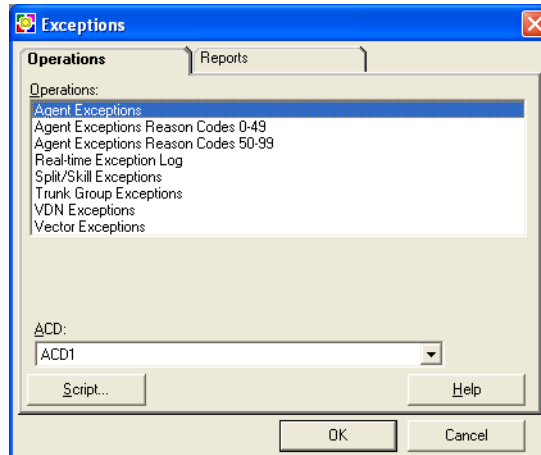 Exceptions
Operations Reports
Operations:
Agent Exceptions
Agent Exceptions Reason Codes 0-49
Agent Exceptions Reason Codes 50-99
Real-time Exception Log
Split/Skill Exceptions
Trunk Group Exceptions
VDN Exceptions
Vector Exceptions
ACD:
ACD1
Script... Help
OK Cancel